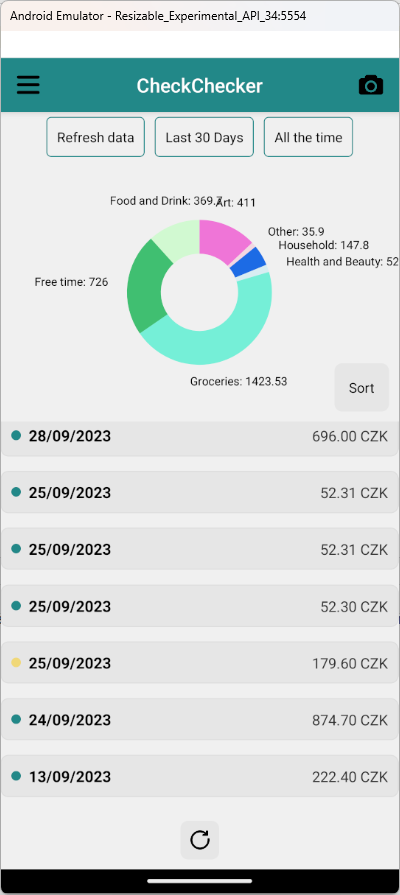 Android Emulator - Resizable_Experimental_API_34:5554
CheckChecker
Refresh data Last 30 Days All the time
Food and Drink: 369.7 Art: 411
Other: 35.9
Household: 147.8
Health and Beauty: 52
Free time: 726
Groceries: 1423.53
Sort
28/09/2023 696.00 CZK
25/09/2023 52.31 CZK
25/09/2023 52.31 CZK
25/09/2023 52.30 CZK
25/09/2023 179.60 CZK
24/09/2023 874.70 CZK
13/09/2023 222.40 CZK